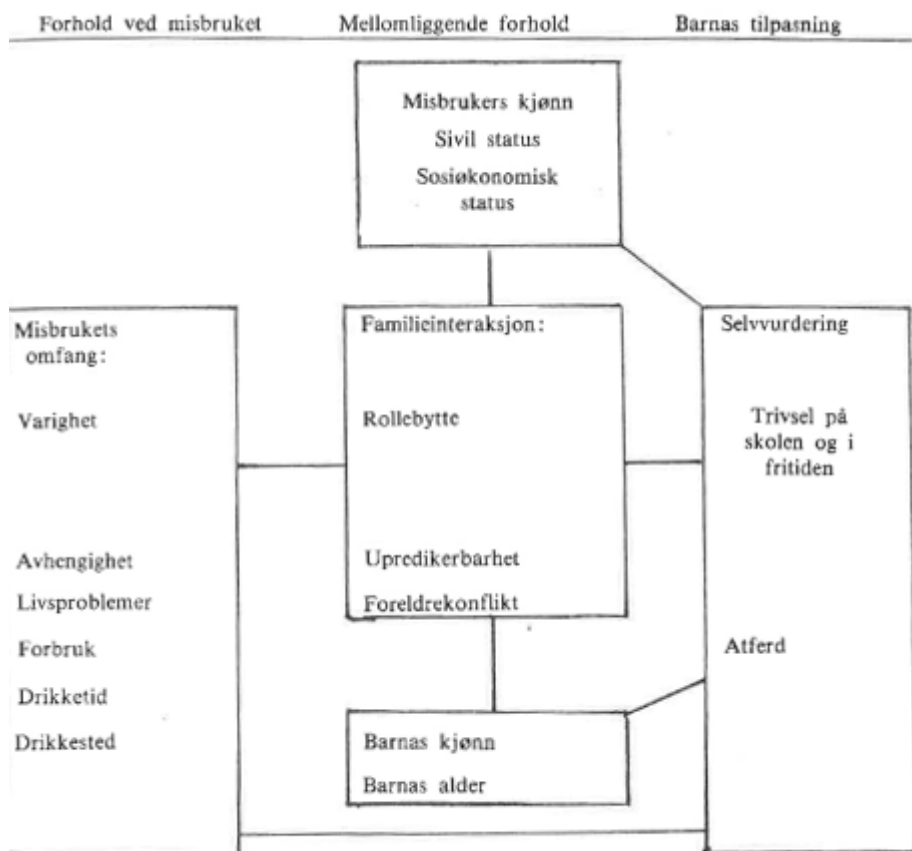 Forhold ved misbruket
Mellomliggende forhold
Barnas tilpasning
Misbrukers kjønn
Sivil status
Sosiøkonomisk
status
Misbrukets
omfang:
Varighet
Avhengighet
Livsproblemer
Forbruk
Drikketid
Drikkested
Familieinteraksjon:
Rollebytte
Upredikerbarhet
Foreldrekonflikt
Barnas kjønn
Barnas alder
Selvvurdering
Trivsel på
skolen og i
fritiden
Atferd